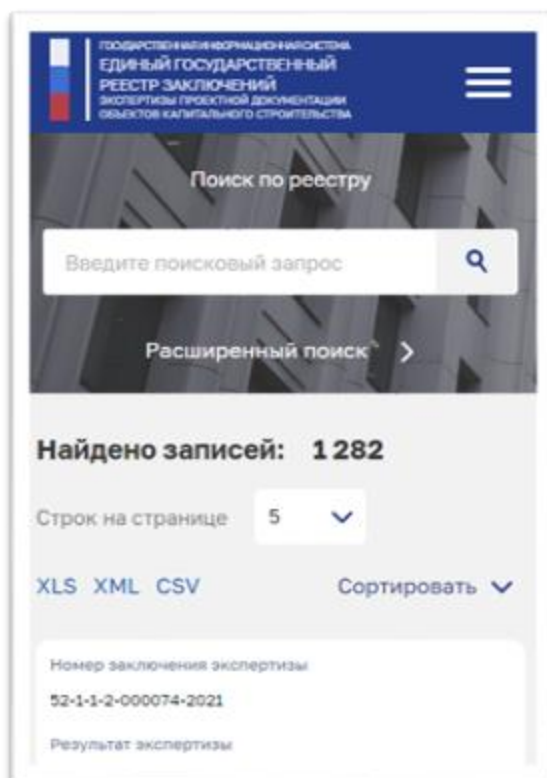 ГОСУДАРСТВЕННАЯ ИНФОРМАЦИОННАЯ СИСТЕМА
ЕДИНЫЙ ГОСУДАРСТВЕННЫЙ
РЕЕСТР ЗАКЛЮЧЕНИЙ
ЭКСПЕРТИЗЫ ПРОЕКТНОЙ ДОКУМЕНТАЦИИ
ОБЪЕКТОВ КАПИТАЛЬНОГО СТРОИТЕЛЬСТВА
Поиск по реестру
Введите поисковый запрос
Расширенный поиск
Найдено записей: 1 282
Строк на странице 5
XLS XML CSV Сортировать
Номер заключения экспертизы
52-1-1-2-000074-2021
Результат экспертизы